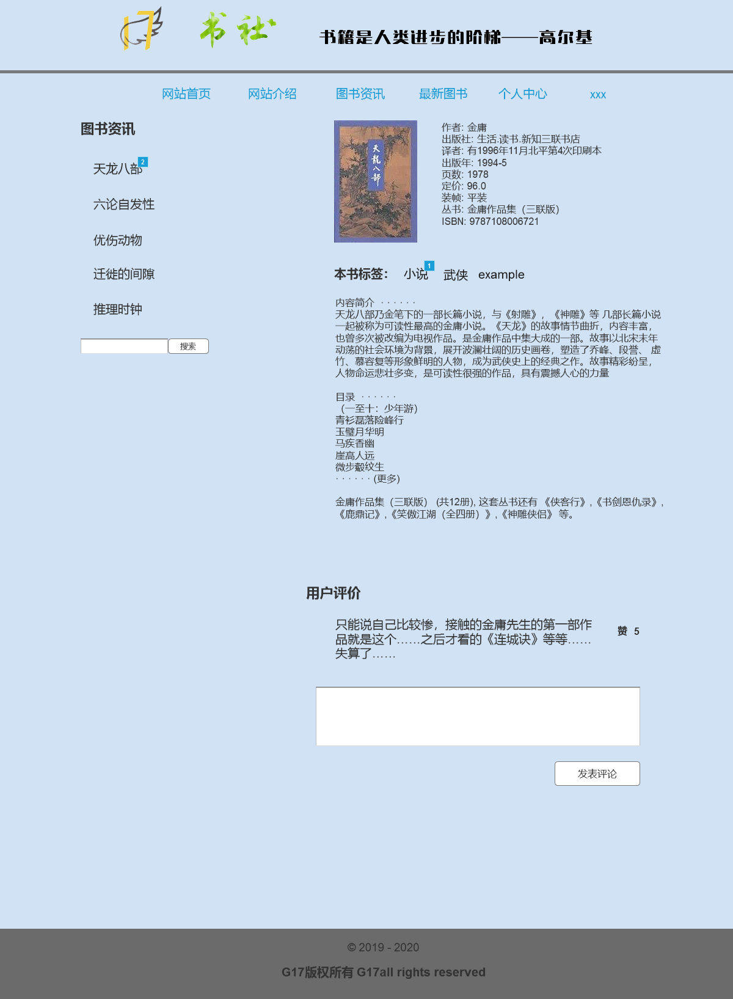 17
书社
书籍是人类进步的阶梯——高尔基
网站首页 网站介绍 图书资讯 最新图书 个人中心 xxx
图书资讯
天龙八部 2
六论自发性
优伤动物
迁徙的间隙
推理时钟
搜索
天龍八部
作者: 金庸
出版社: 生活.读书.新知三联书店
译者: 有1996年11月北平第4次印刷本
出版年: 1994-5
页数: 1978
定价: 96.0
装帧: 平装
丛书: 金庸作品集（三联版）
ISBN: 9787108006721
本书标签： 小说 1 武侠 example
内容简介 · · · · · ·
天龙八部乃金笔下的一部长篇小说，与《射雕》，《神雕》等 几部长篇小说
一起被称为可读性最高的金庸小说。《天龙》的故事情节曲折，内容丰富，
也曾多次被改编为电视作品。是金庸作品中集大成的一部。故事以北宋末年
动荡的社会环境为背景，展开波澜壮阔的历史画卷，塑造了乔峰、段誉、 虚
竹、慕容复等形象鲜明的人物，成为武侠史上的经典之作。故事精彩纷呈，
人物命运悲壮多变，是可读性很强的作品，具有震撼人心的力量
目录 · · · · · ·
（一至十：少年游）
青衫磊落险峰行
玉璧月华明
马疾香幽
崖高人远
微步縠纹生
· · · · · · (更多)
金庸作品集（三联版） (共12册), 这套丛书还有 《侠客行》,《书剑恩仇录》,
《鹿鼎记》,《笑傲江湖（全四册）》,《神雕侠侣》 等。
用户评价
只能说自己比较惨，接触的金庸先生的第一部作
品就是这个……之后才看的《连城诀》等等……
失算了……
赞 5
发表评论
© 2019 - 2020
G17版权所有 G17all rights reserved